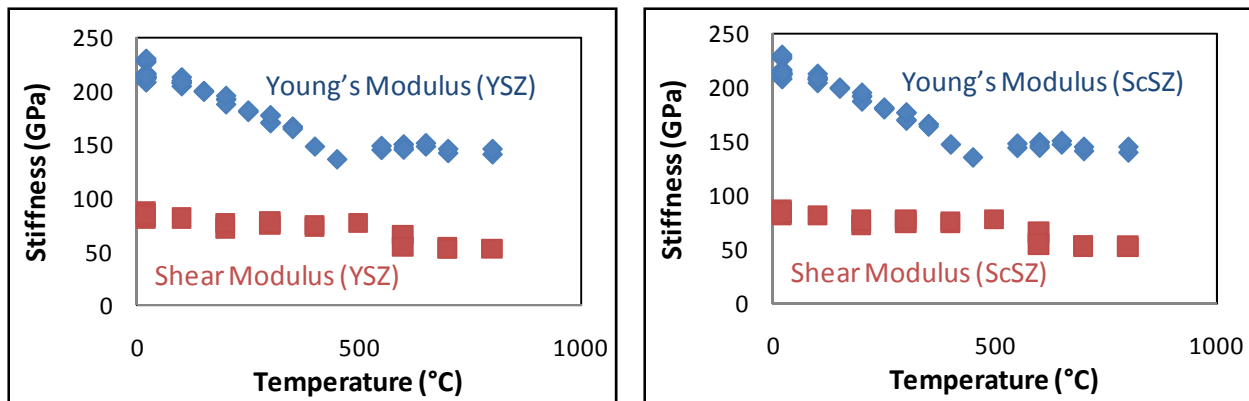 250
200
150
100
50
0
Stiffness (GPa)
Young's Modulus (YSZ)
Shear Modulus (YSZ)
0 500 1000
Temperature (°C)
250
200
150
100
50
0
Stiffness (GPa)
Young's Modulus (ScSZ)
Shear Modulus (ScSZ)
0 500 1000
Temperature (°C)